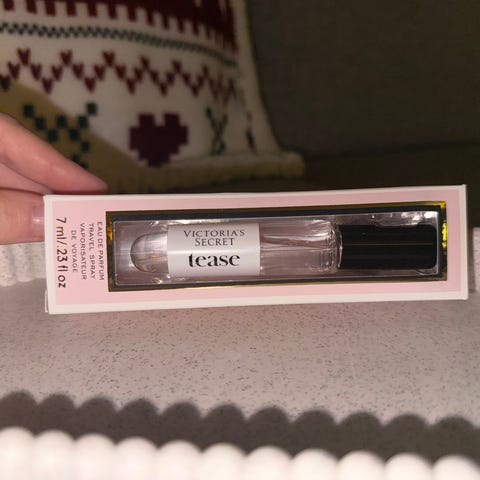 VICTORIA'S
SECRET
tease
EAU DE PARFUM
TRAVEL SPRAY
VAPORISATEUR
DE VOYAGE
7 ml/.23 fl oz